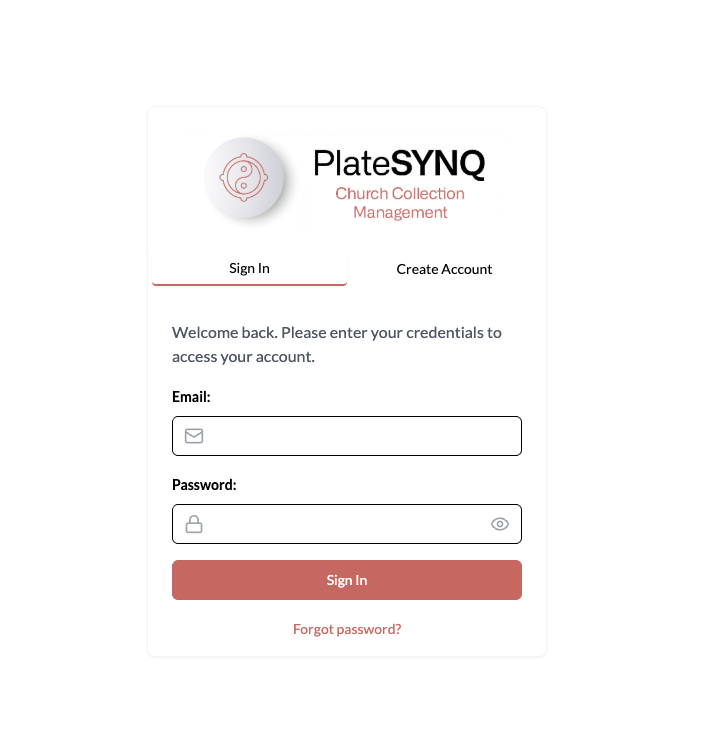 PlateSYNQ
Church Collection
Management
Sign In
Create Account
Welcome back. Please enter your credentials to
access your account.
Email:
Password:
Sign In
Forgot password?